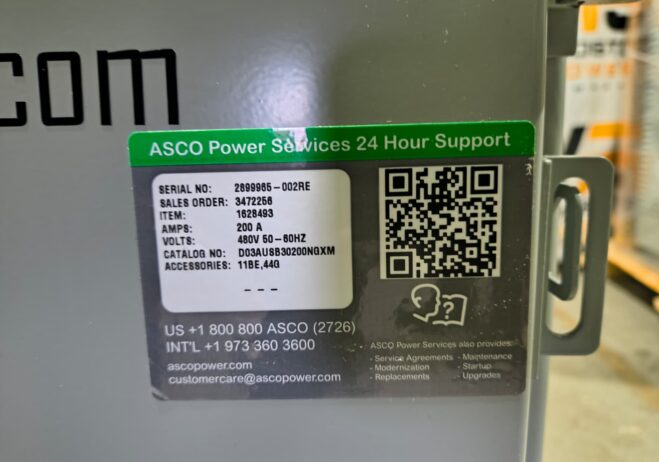 com
ASCO Power Services 24 Hour Support
SERIAL NO: 2899965-002RE
SALES ORDER: 3472256
ITEM: 1628493
AMPS: 200 A
VOLTS: 480V 50-60HZ
CATALOG NO: D03AUSB30200NGXM
ACCESSORIES: 11BE,44G
---
US +1 800 800 ASCO (2726)
INT'L +1 973 360 3600
ascopower.com
customercare@ascopower.com
ASCO Power Services also provides:
- Service Agreements - Maintenance
- Modernization - Startup
- Replacements - Upgrades